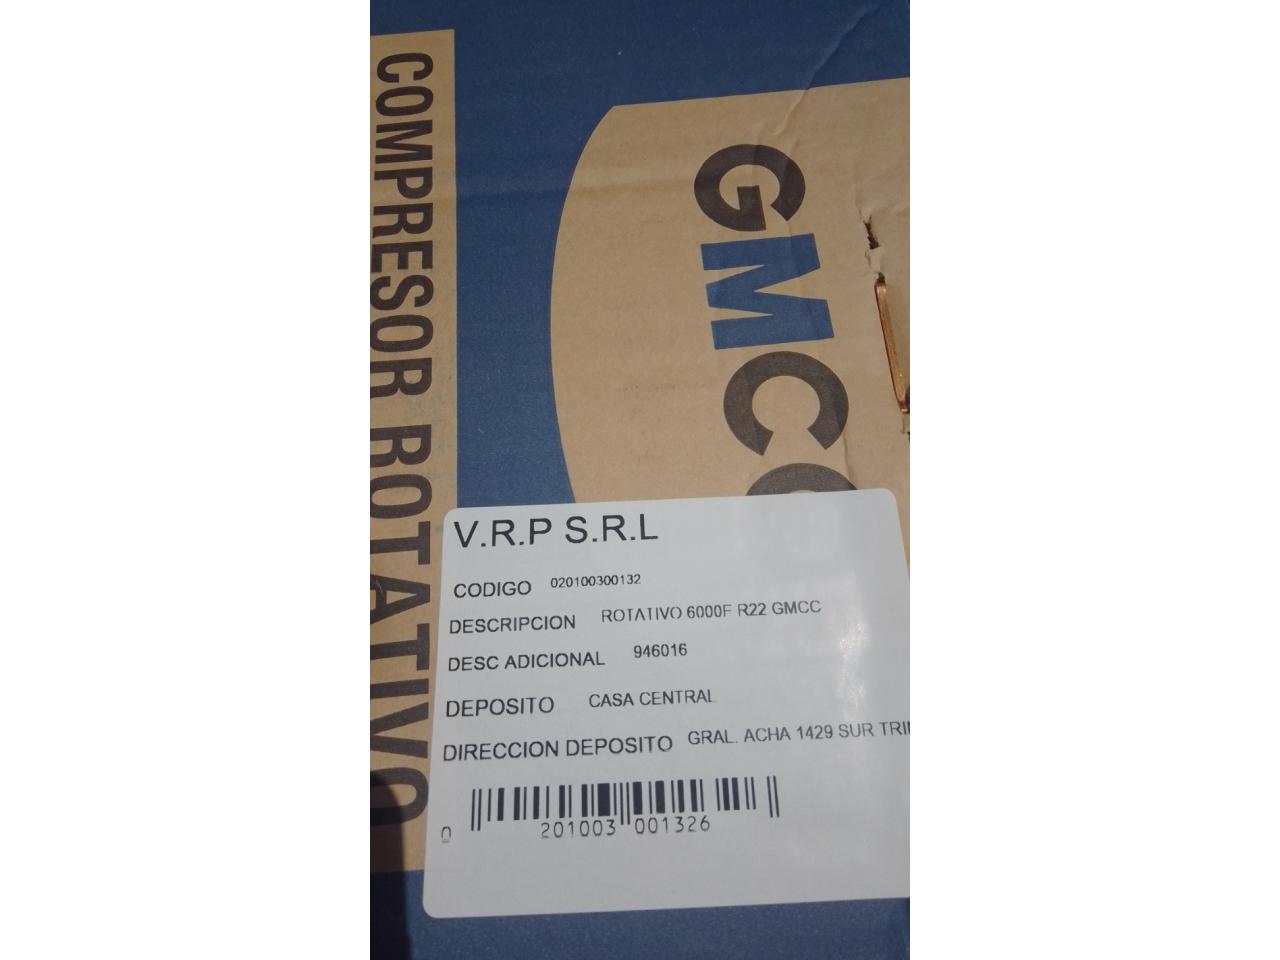 COMPRESOR ROTATIVO
GMCC
V.R.P S.R.L
CODIGO 020100300132
DESCRIPCION ROTATIVO 6000F R22 GMCC
DESC ADICIONAL 946016
DEPOSITO CASA CENTRAL
DIRECCION DEPOSITO GRAL. ACHA 1429 SUR
0 201003 001326